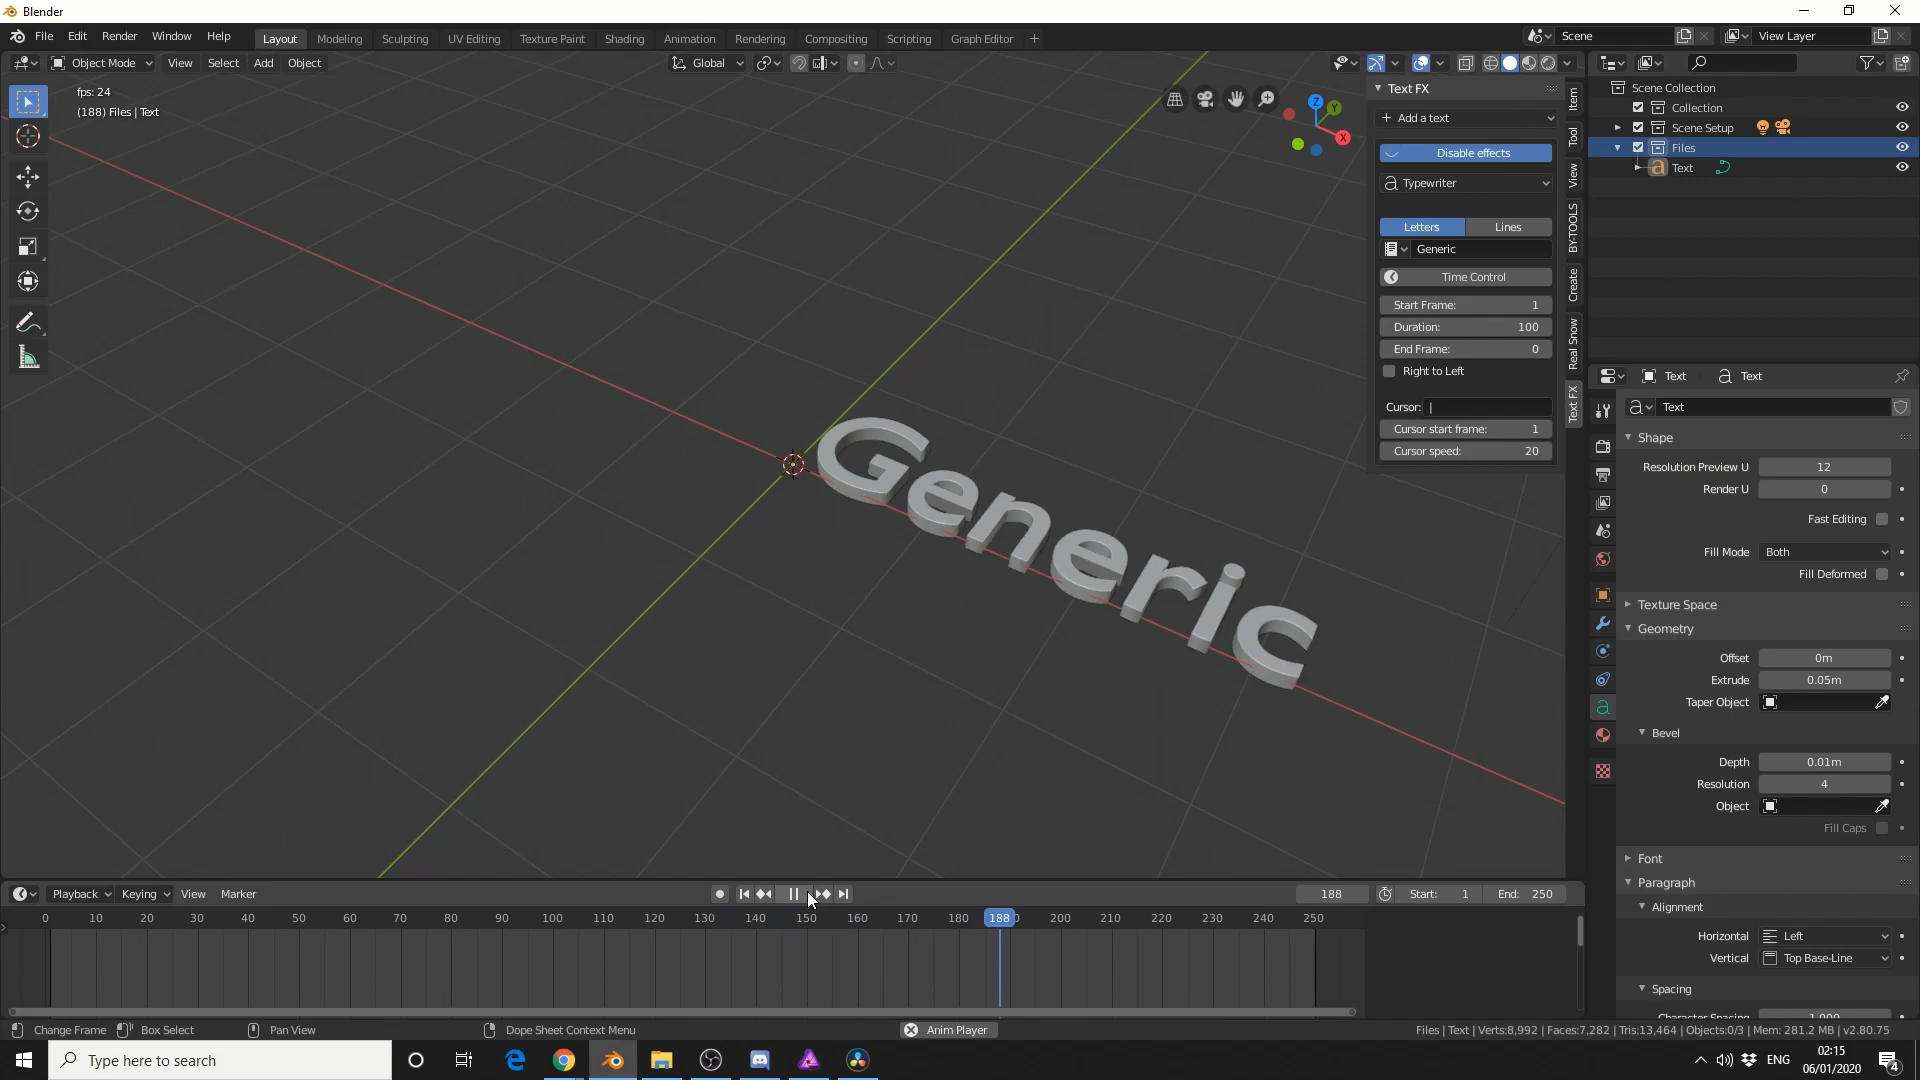 Blender
File Edit Render Window Help
Layout Modeling Sculpting UV Editing Texture Paint Shading Animation Rendering Compositing Scripting Graph Editor +
Scene
View Layer
Object Mode View Select Add Object
Global
fps: 24
(188) Files | Text
Z
Y
X
Generic
Text FX
Add a text
Disable effects
Typewriter
Letters Lines
Generic
Time Control
Start Frame: 1
Duration: 100
End Frame: 0
Right to Left
Cursor: |
Cursor start frame: 1
Cursor speed: 20
Item
Tool
View
BY-TOOLS
Create
Real Snow
Text FX
Scene Collection
Collection
Scene Setup
Files
Text
Text Text
Text
Shape
Resolution Preview U 12
Render U 0
Fast Editing
Fill Mode Both
Fill Deformed
Texture Space
Geometry
Offset 0m
Extrude 0.05m
Taper Object
Bevel
Depth 0.01m
Resolution 4
Object
Fill Caps
Font
Paragraph
Alignment
Horizontal Left
Vertical Top Base-Line
Spacing
Character Spacing 1.000
Playback Keying View Marker
188 Start: 1 End: 250
0 10 20 30 40 50 60 70 80 90 100 110 120 130 140 150 160 170 180 188 200 210 220 230 240 250
Change Frame Box Select Pan View Dope Sheet Context Menu Anim Player
Files | Text | Verts:8,992 | Faces:7,282 | Tris:13,464 | Objects:0/3 | Mem: 281.2 MB | v2.80.75
Type here to search
ENG
02:15
06/01/2020
4